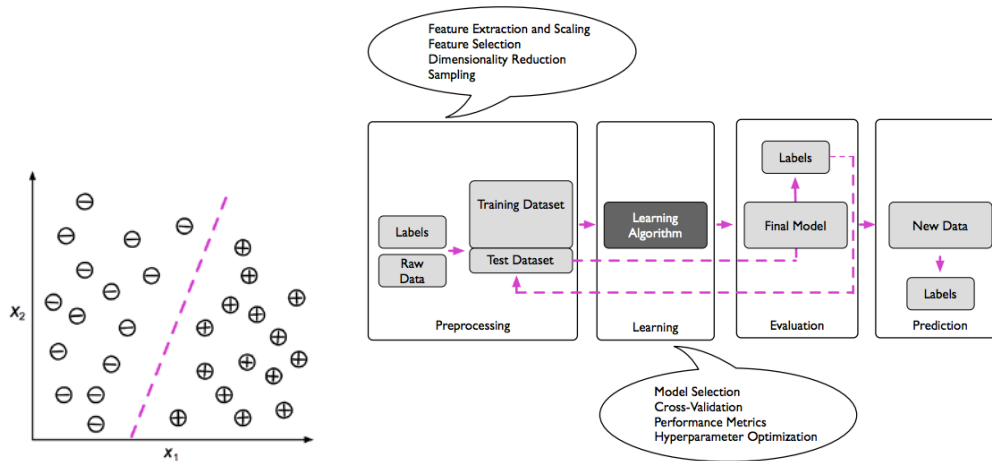 Feature Extraction and Scaling
Feature Selection
Dimensionality Reduction
Sampling
Labels
Raw
Data
Training Dataset
Test Dataset
Preprocessing
Learning
Algorithm
Learning
Labels
Final Model
Evaluation
New Data
Labels
Prediction
Model Selection
Cross-Validation
Performance Metrics
Hyperparameter Optimization
x2
x1